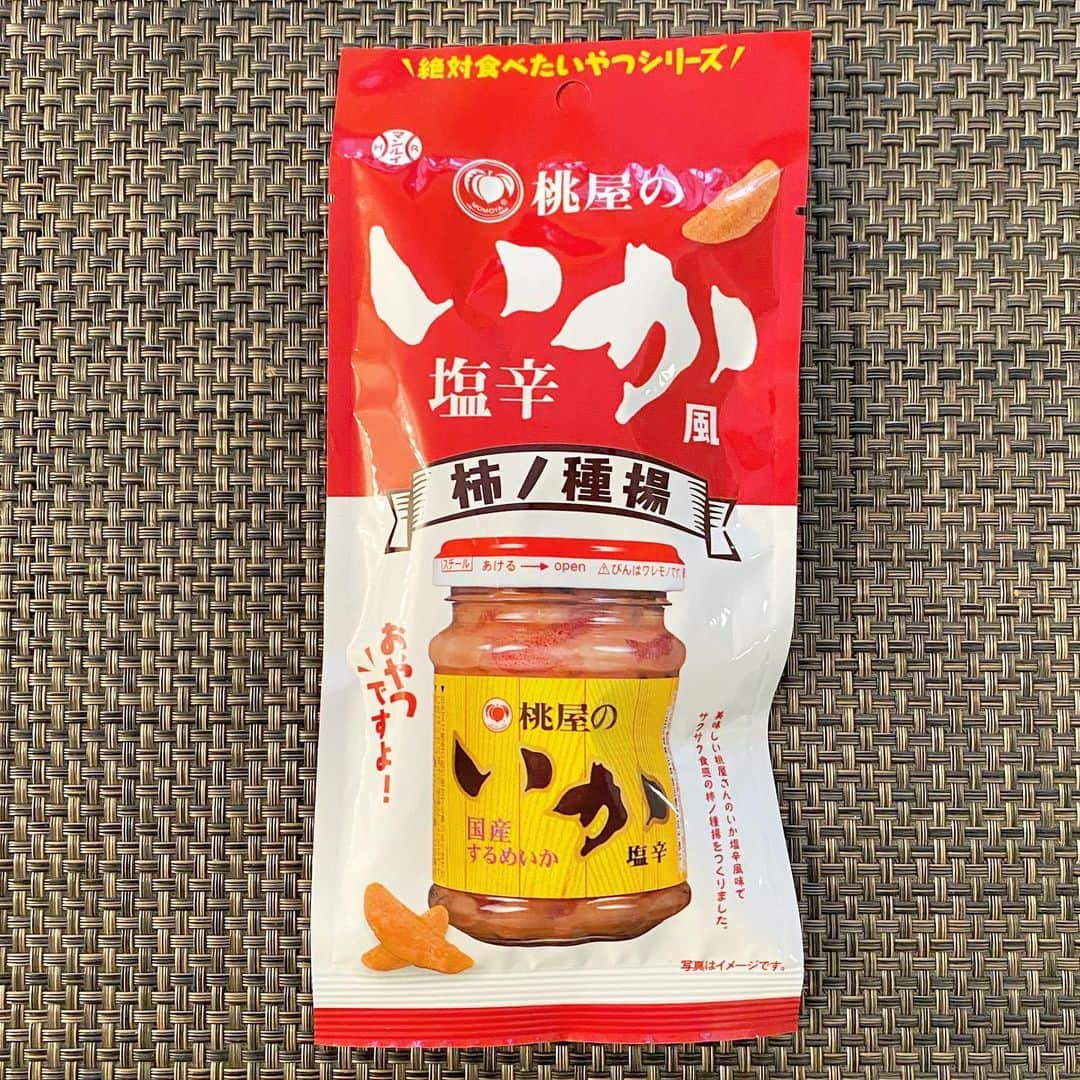 絶対食べたいやつシリーズ
マンルイ
H R
MOMOYA
桃屋の
いか
塩辛
風
柿ノ種揚
スチール あける→open ⚠びんはワレモノです
おやつ
ですよ!
桃屋の
いか
国産
するめいか
塩辛
美味しい桃屋さんのいか塩辛風味で
サクサク食感の柿ノ種揚をつくりました。
写真はイメージです。